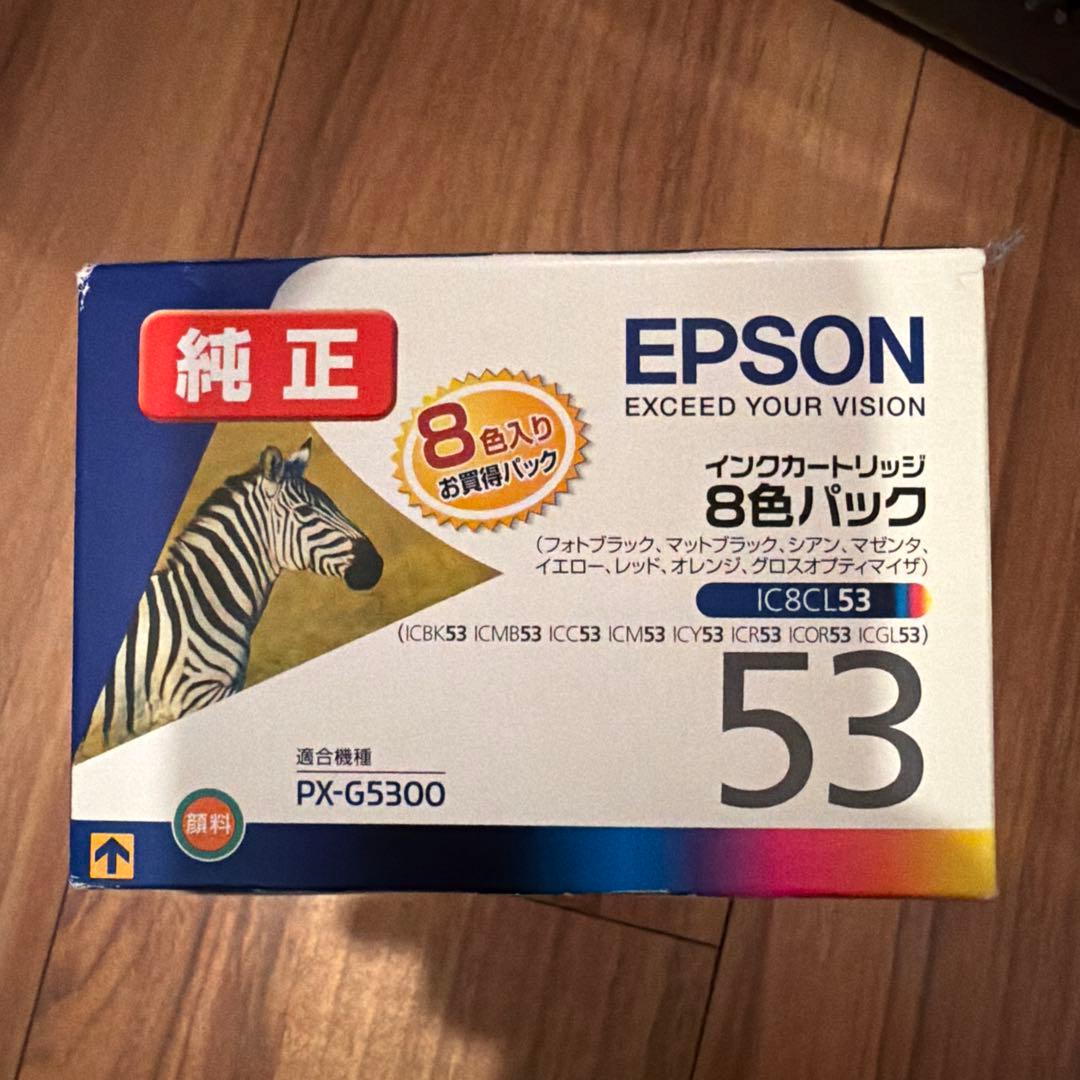 純正
8色入り
お買得パック
EPSON
EXCEED YOUR VISION
インクカートリッジ
8色パック
(フォトブラック、マットブラック、シアン、マゼンタ、
イエロー、レッド、オレンジ、グロスオプティマイザ)
IC8CL53
(ICBK53 ICMB53 ICC53 ICM53 ICY53 ICR53 ICOR53 ICGL53)
53
適合機種
PX-G5300
顔料